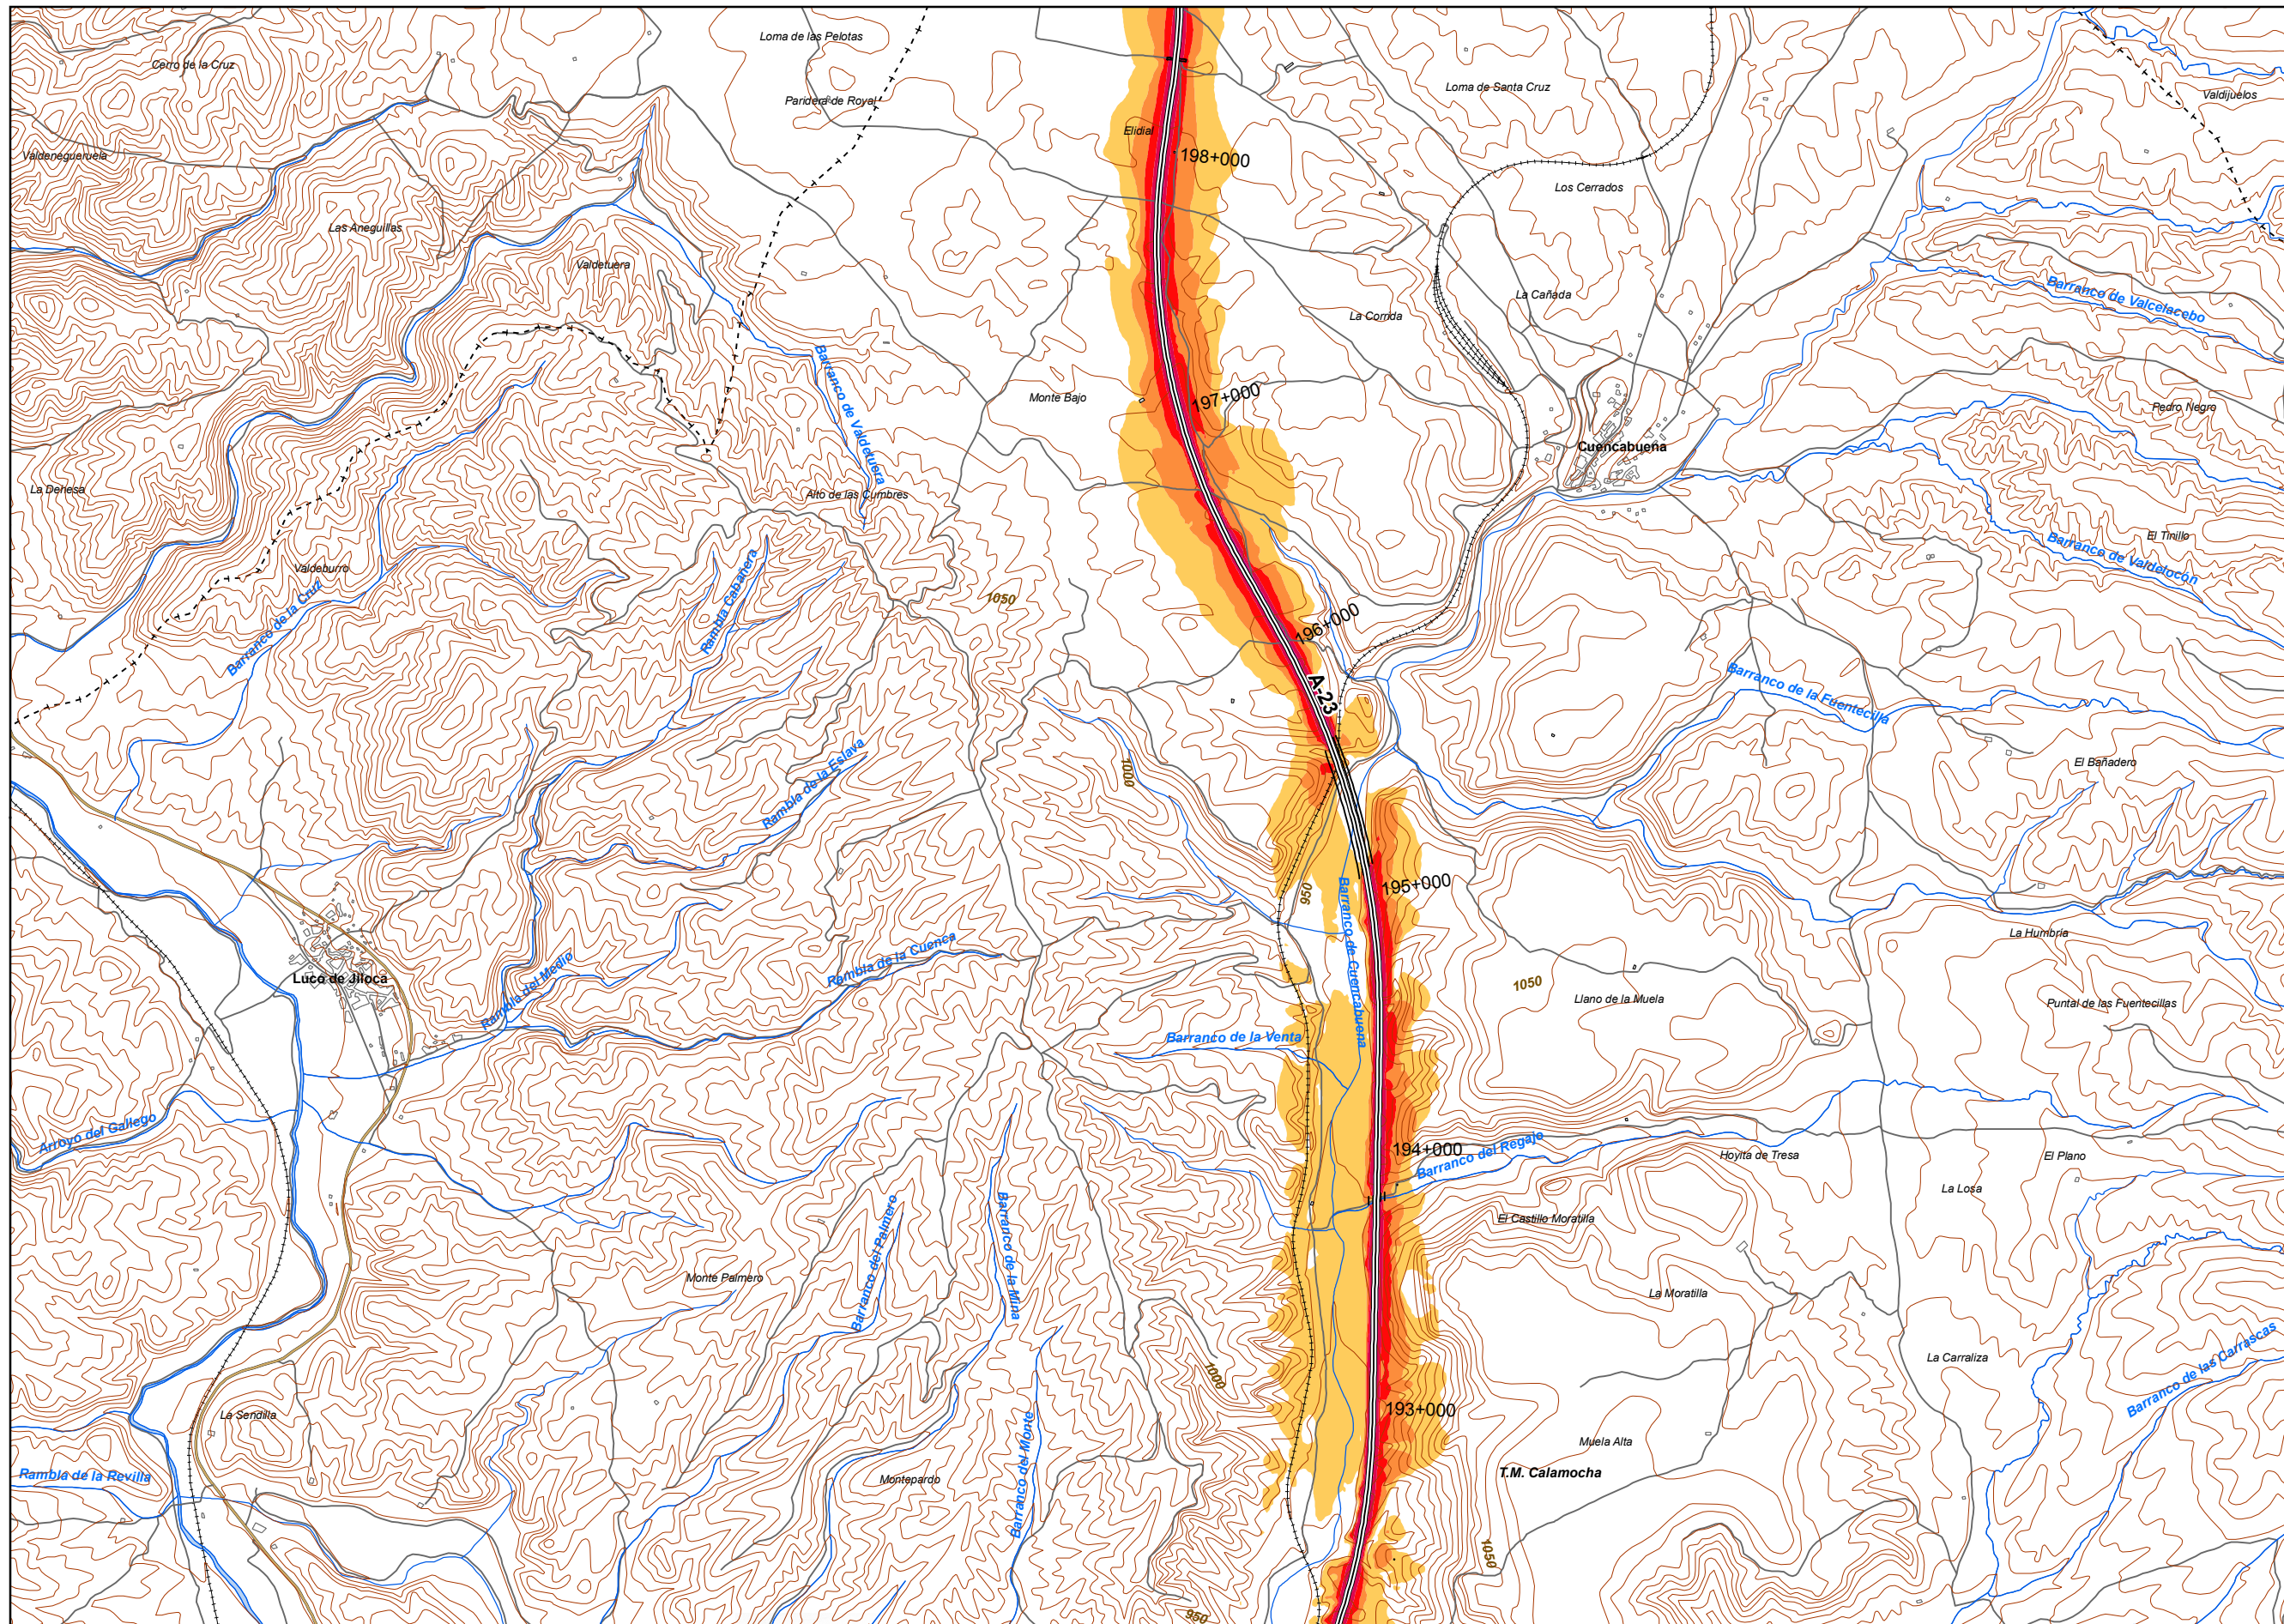 Loma de las Pelotas
Cerro de la Cruz
Loma de Santa Cruz
Valdijuelos
Paridera de Royal
Elidial
Valdenegueruela
198+000
Los Cerrados
Las Aneguillas
Valdetuera
Barranco de Valcelacebo
La Cañada
La Corrida
Barranco de Valdetuera
Monte Bajo
197+000
Pedro Negro
Cuencabuena
La Dehesa
Alto de las Cumbres
El Tinillo
Barranco de Valdelocón
Valdeburro
Barranco de la Cruz
Rambla Cabañera
1050
196+000
A-23
Barranco de la Fuentecilla
Rambla de la Eslava
1000
El Bañadero
950
195+000
Barranco de Cuencabuena
La Humbría
Rambla de la Cuenca
Luco de Jiloca
Rambla del Medio
1050
Llano de la Muela
Puntal de las Fuentecillas
Barranco de la Venta
Arroyo del Gallego
194+000
Barranco del Regajo
Hoyita de Tresa
El Plano
La Losa
Barranco del Palmero
Barranco de la Mina
El Castillo Moratilla
Monte Palmero
La Moratilla
La Carraliza
Barranco de las Carrascas
1000
193+000
La Sendilla
Muela Alta
Barranco del Monte
Rambla de la Revilla
Montepardo
T.M. Calamocha
1050
950